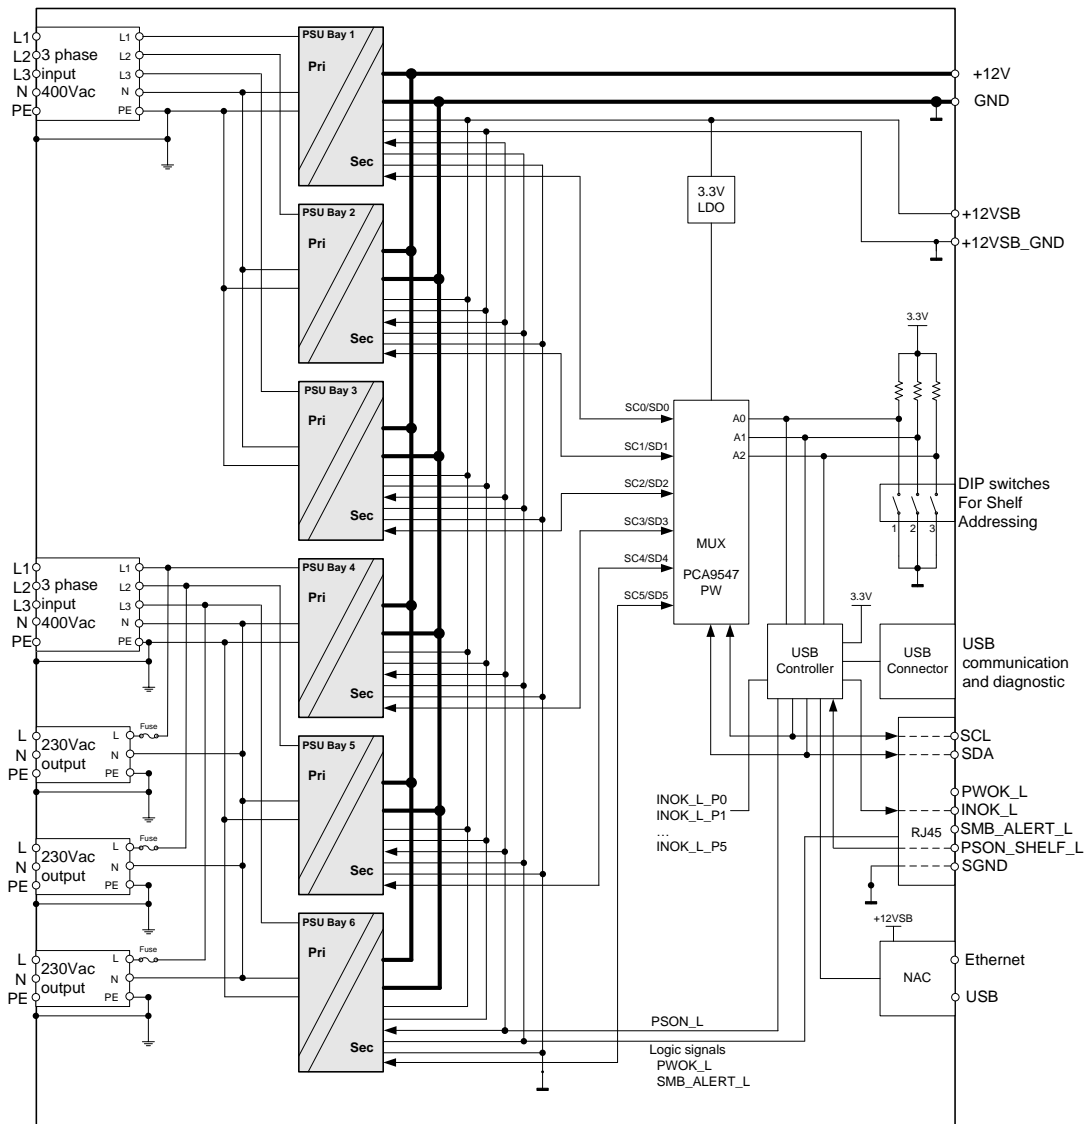 L1
L2
L3
N
PE
3 phase
input
400Vac
L1
L2
L3
N
PE
PSU Bay 1
Pri
Sec
+12V
GND
3.3V
LDO
+12VSB
+12VSB_GND
PSU Bay 2
Pri
Sec
3.3V
PSU Bay 3
Pri
Sec
SC0/SD0
SC1/SD1
SC2/SD2
SC3/SD3
SC4/SD4
SC5/SD5
MUX
PCA9547
PW
A0
A1
A2
1
2
3
DIP switches
For Shelf
Addressing
L1
L2
L3
N
PE
3 phase
input
400Vac
L1
L2
L3
N
PE
PSU Bay 4
Pri
Sec
3.3V
USB
Controller
USB
Connector
USB
communication
and diagnostic
L
N
PE
230Vac
output
L
N
PE
Fuse
PSU Bay 5
Pri
Sec
INOK_L_P0
INOK_L_P1
...
INOK_L_P5
RJ45
SCL
SDA
PWOK_L
INOK_L
SMB_ALERT_L
PSON_SHELF_L
SGND
L
N
PE
230Vac
output
L
N
PE
Fuse
PSU Bay 6
Pri
Sec
+12VSB
NAC
Ethernet
USB
L
N
PE
230Vac
output
L
N
PE
Fuse
PSON_L
Logic signals
PWOK_L
SMB_ALERT_L